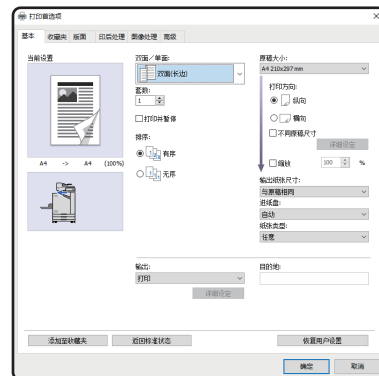 打印首选项
基本 收藏夹 版面 印后处理 图像处理 高级
当前设置
A4 -> A4 (100%)
双面/单面:
双面(长边)
套数:
1
打印并暂停
排序:
有序
无序
原稿大小:
A4 210x297 mm
打印方向:
纵向
横向
不同原稿尺寸
详细设定
缩放 100 %
输出纸张尺寸:
与原稿相同
进纸盘:
自动
纸张类型:
任意
输出:
打印
详细设定
目的地:
添加至收藏夹 返回标准状态 恢复用户设置
确定 取消